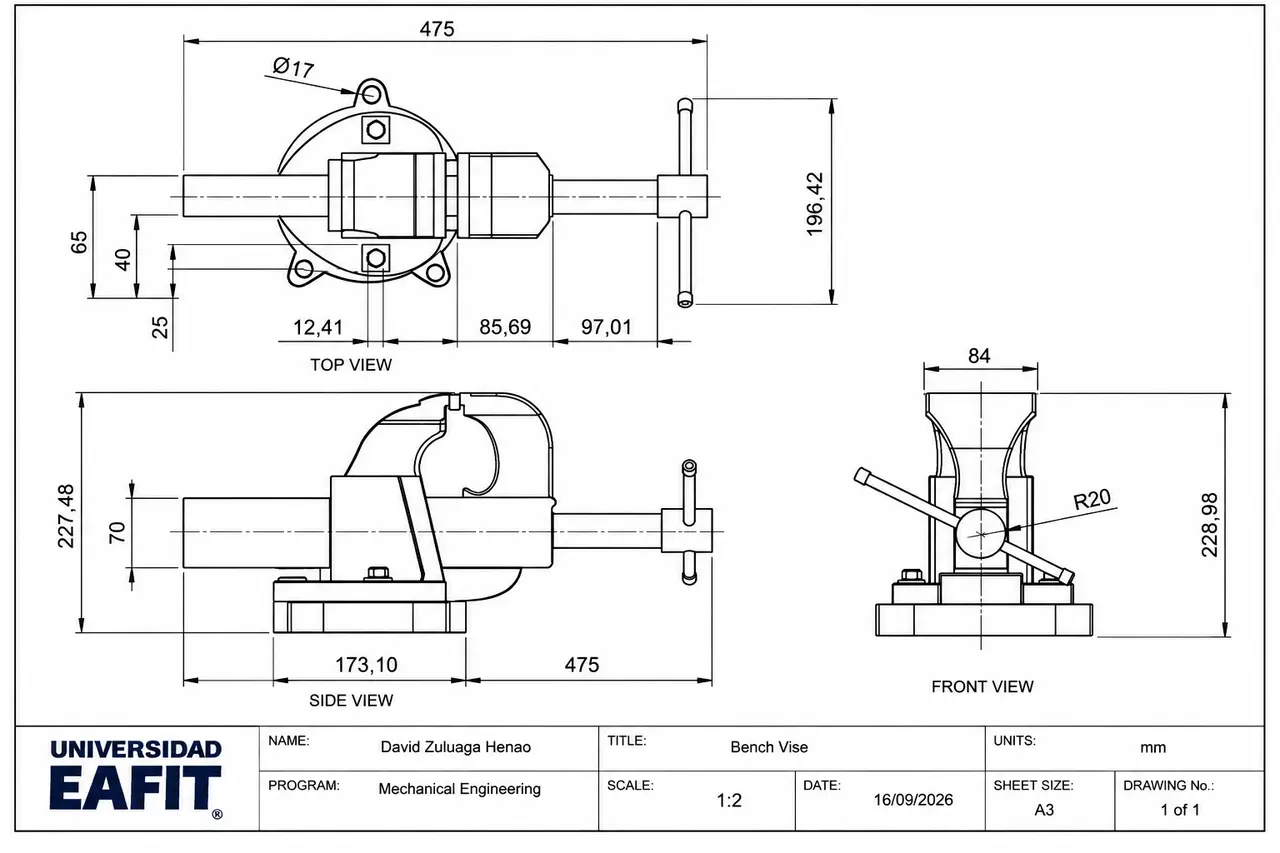 475
Ø17
196,42
65
40
25
12,41
85,69
97,01
TOP VIEW
84
227,48
70
R20
228,98
173,10
475
SIDE VIEW
FRONT VIEW
UNIVERSIDAD
EAFIT®
NAME:
David Zuluaga Henao
TITLE:
Bench Vise
UNITS:
mm
PROGRAM:
Mechanical Engineering
SCALE:
1:2
DATE:
16/09/2026
SHEET SIZE:
A3
DRAWING No.:
1 of 1